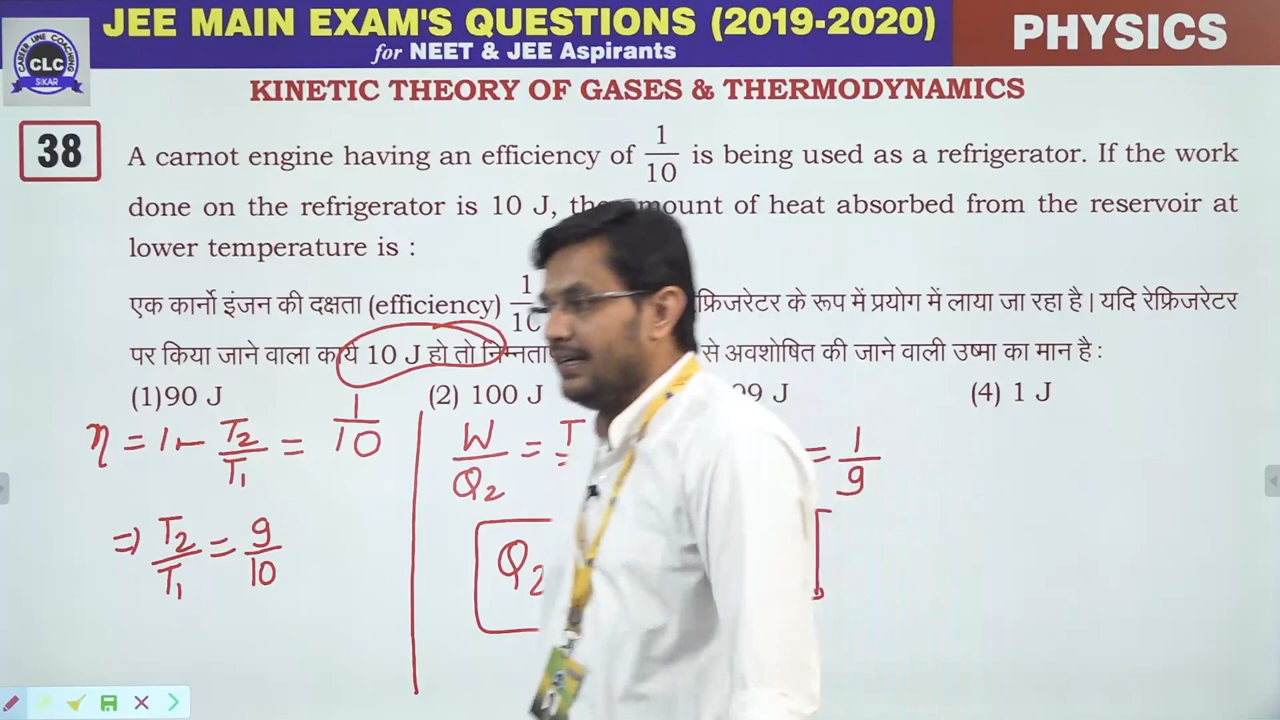 JEE MAIN EXAM'S QUESTIONS (2019-2020)
for NEET & JEE Aspirants
PHYSICS
CAREER LINE COACHING
CLC
SIKAR
KINETIC THEORY OF GASES & THERMODYNAMICS
38
A carnot engine having an efficiency of 1/10 is being used as a refrigerator. If the work
done on the refrigerator is 10 J, the amount of heat absorbed from the reservoir at
lower temperature is :
एक कार्नो इंजन की दक्षता (efficiency) के रूप में प्रयोग में लाया जा रहा है। यदि रेफ्रिजरेटर
पर किया जाने वाला कार्य 10 J हो तो से अवशोषित की जाने वाली उष्मा का मान है :
(1)90 J (2) 100 J (4) 1 J
η = 1 - T₂/T₁ = 1/10
W/Q₂ = = 1/9
⇒ T₂/T₁ = 9/10
Q₂